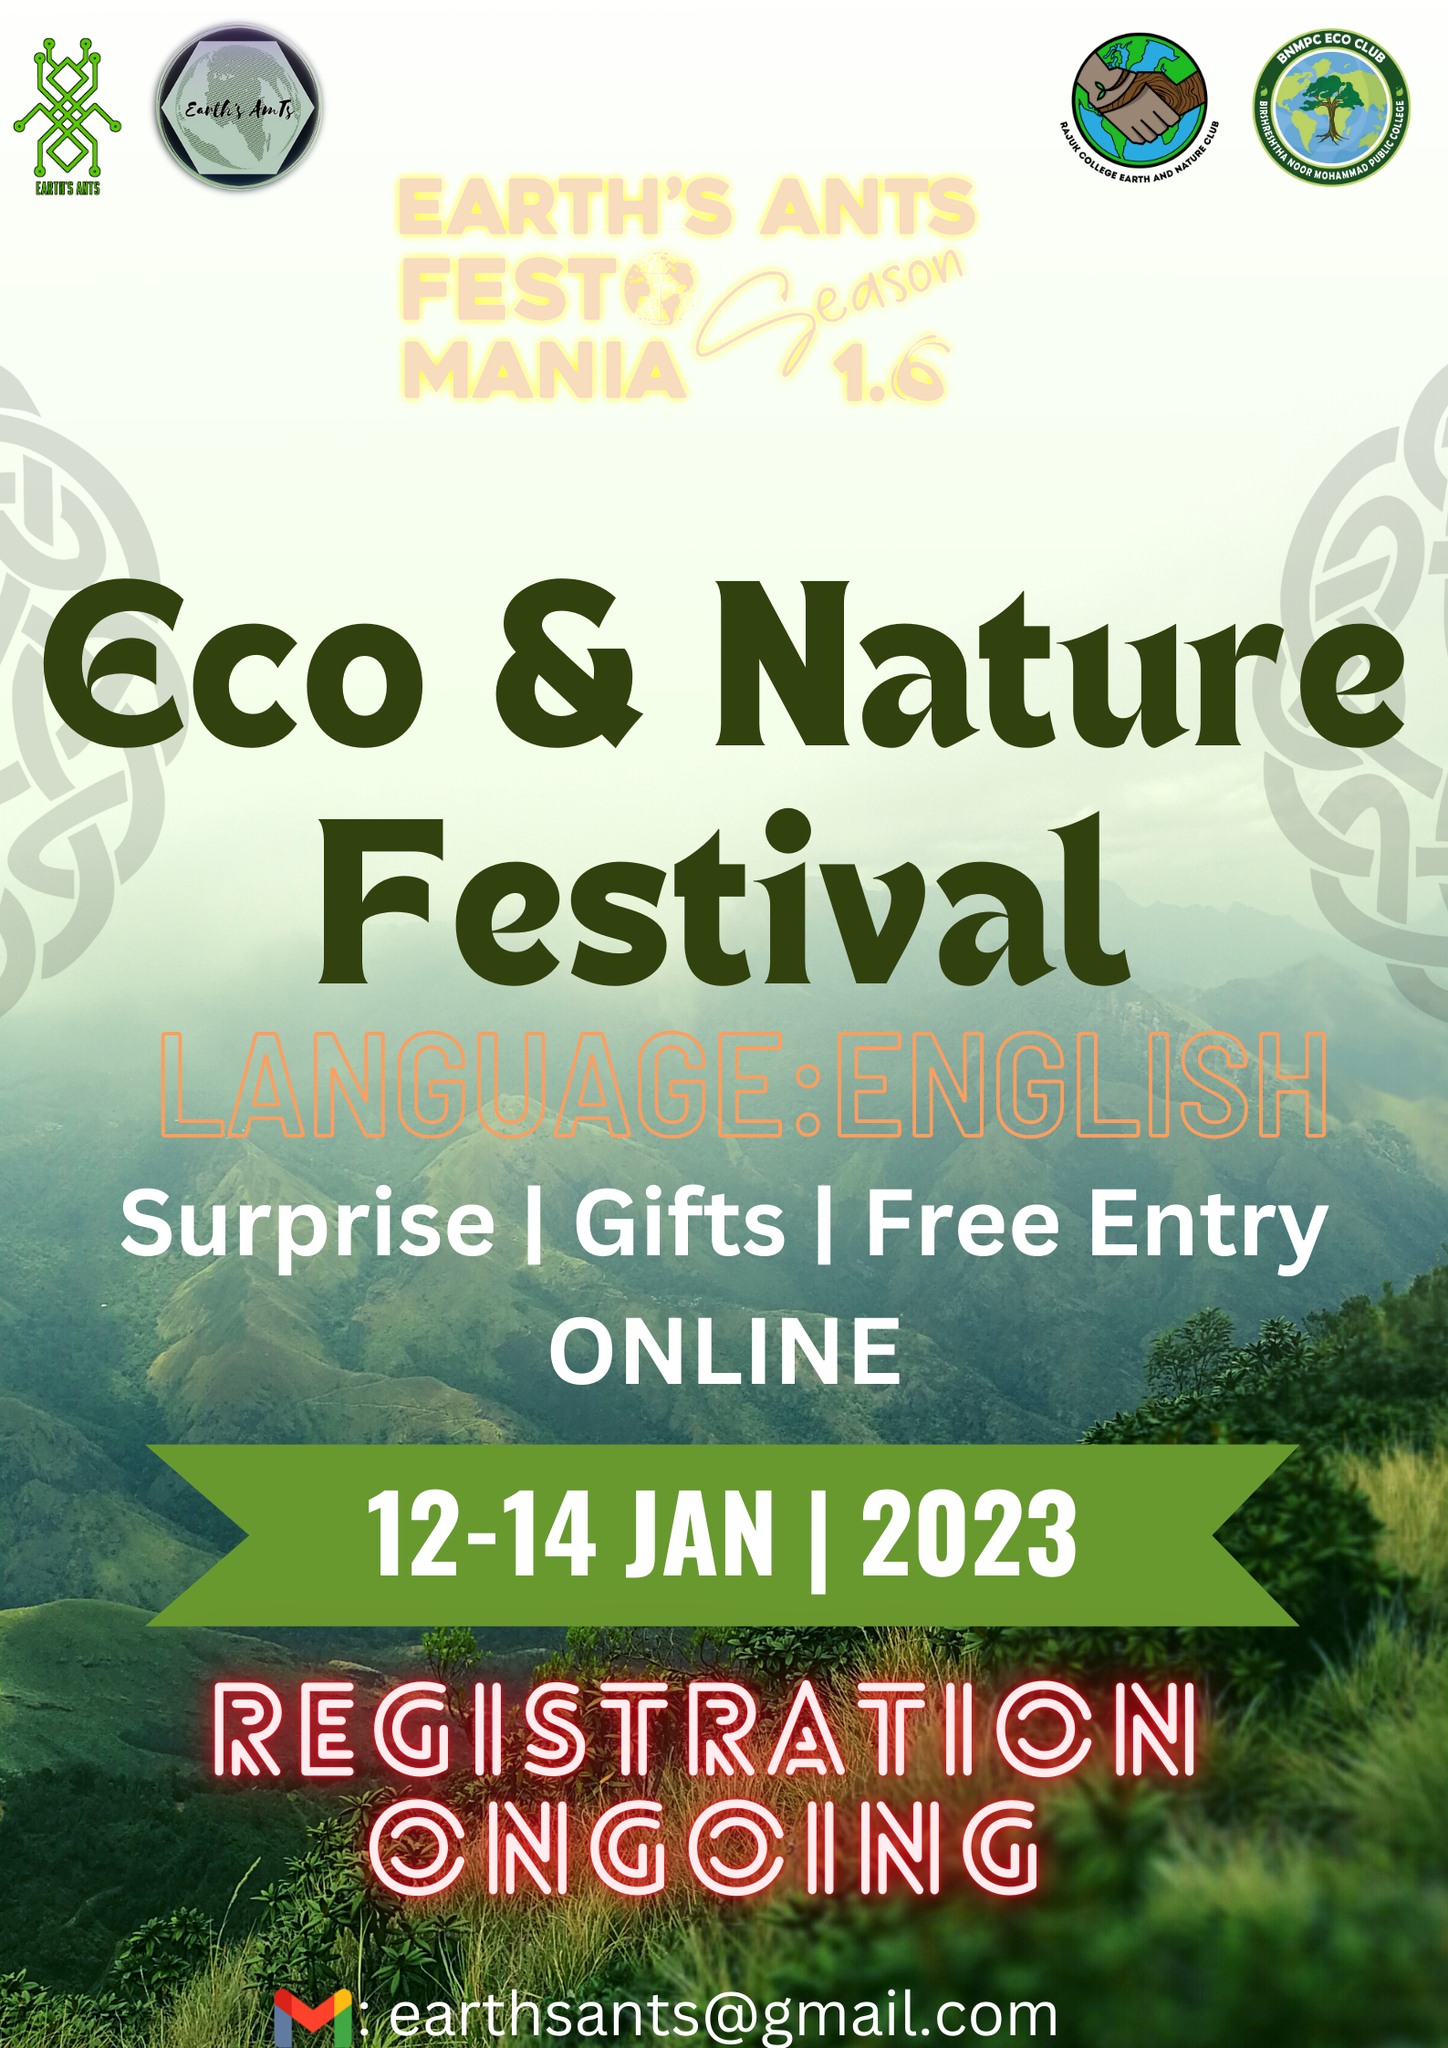 EARTH'S ANTS
Earth's AmTs
RAJUK COLLEGE EARTH AND NATURE CLUB
BNMPC ECO CLUB
BIRSHRESHTHA NOOR MOHAMMAD PUBLIC COLLEGE
EARTH'S ANTS
FEST
Season
MANIA
1.6
Eco & Nature
Festival
LANGUAGE:ENGLISH
Surprise | Gifts | Free Entry
ONLINE
12-14 JAN | 2023
REGISTRATION
ONGOING
: earthsants@gmail.com